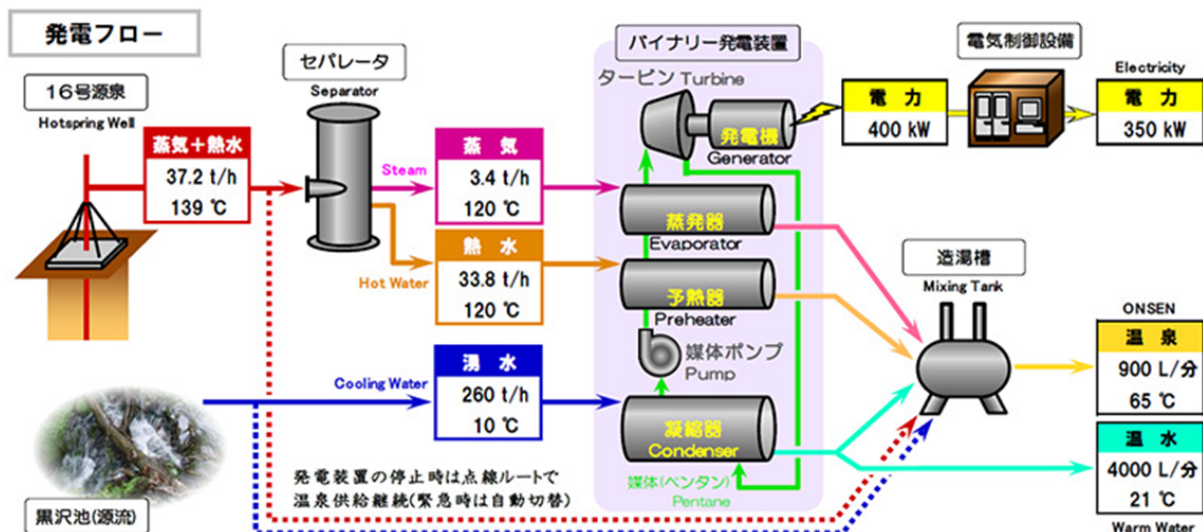 発電フロー
16号源泉
Hotspring Well
蒸気+熱水
37.2 t/h
139 ℃
セパレータ
Separator
Steam
蒸 気
3.4 t/h
120 ℃
Hot Water
熱 水
33.8 t/h
120 ℃
Cooling Water
湧 水
260 t/h
10 ℃
黒沢池(源流)
発電装置の停止時は点線ルートで
温泉供給継続(緊急時は自動切替)
バイナリー発電装置
タービン Turbine
発電機
Generator
蒸発器
Evaporator
予熱器
Preheater
媒体ポンプ
Pump
凝縮器
Condenser
媒体(ペンタン)
Pentane
電 力
400 kW
電気制御設備
Electricity
電 力
350 kW
造湯槽
Mixing Tank
ONSEN
温 泉
900 L/分
65 ℃
温 水
4000 L/分
21 ℃
Warm Water